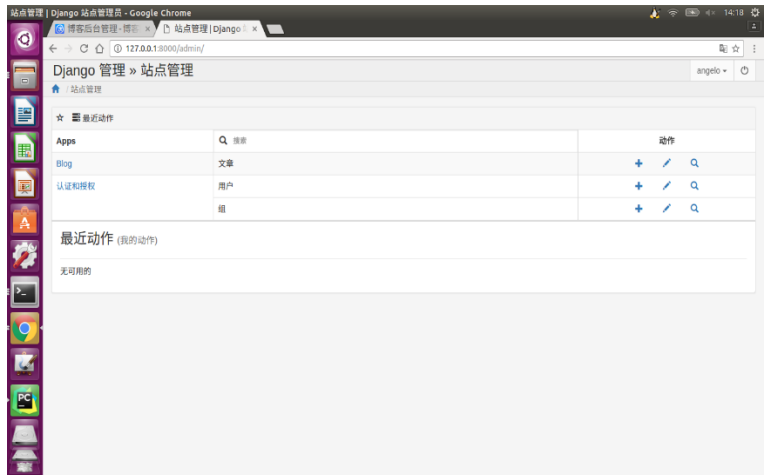 站点管理 | Django 站点管理员 - Google Chrome
14:18
博客后台管理 - 博客
站点管理 | Django
127.0.0.1:8000/admin/
Django 管理 » 站点管理
angelo
/ 站点管理
最近动作
Apps
搜索
动作
Blog
文章
认证和授权
用户
组
最近动作 (我的动作)
无可用的
PC